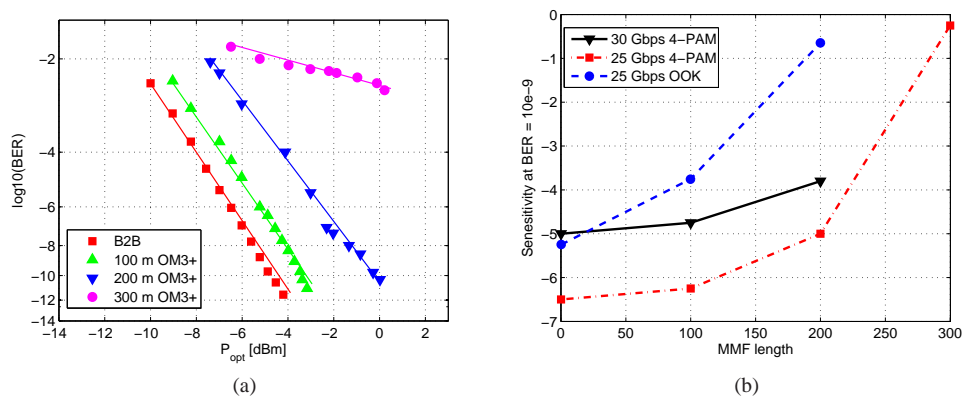 −2
−4
−6
−8
−10
−12
−14
log10(BER)
B2B
100 m OM3+
200 m OM3+
300 m OM3+
−14 −12 −10 −8 −6 −4 −2 0 2
P_opt [dBm]
(a)
0
−1
−2
−3
−4
−5
−6
−7
Senesitivity at BER = 10e−9
30 Gbps 4−PAM
25 Gbps 4−PAM
25 Gbps OOK
0 50 100 150 200 250 300
MMF length
(b)